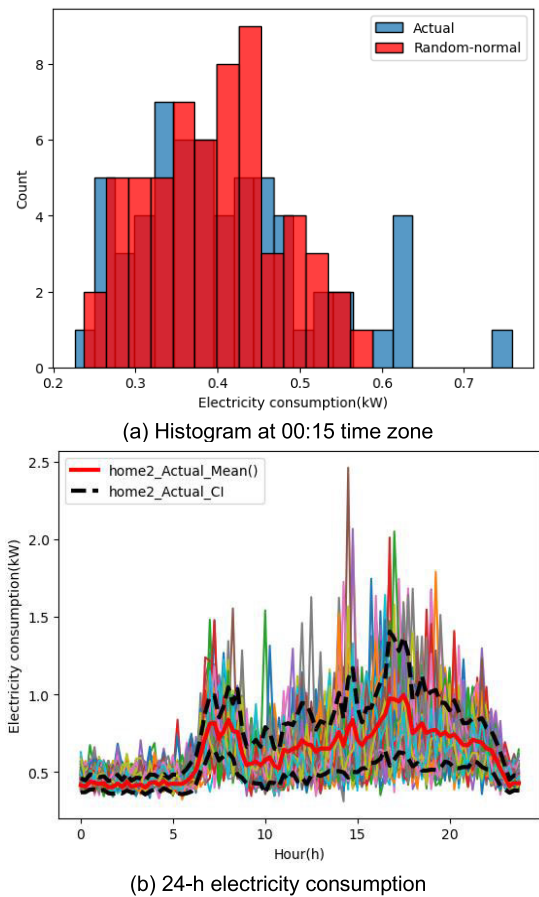 Actual
Random-normal
8
6
4
2
0
Count
0.2 0.3 0.4 0.5 0.6 0.7
Electricity consumption(kW)
(a) Histogram at 00:15 time zone
2.5
2.0
1.5
1.0
0.5
Electricity consumption(kW)
home2_Actual_Mean()
home2_Actual_CI
0 5 10 15 20
Hour(h)
(b) 24-h electricity consumption